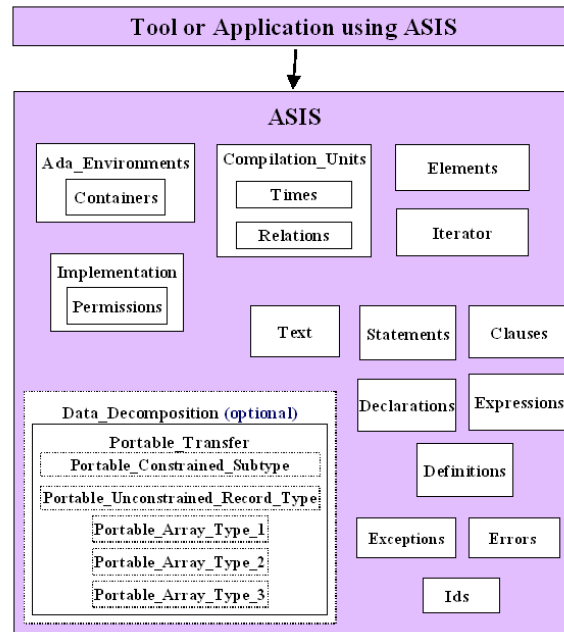 Tool or Application using ASIS
ASIS
Ada_Environments
Containers
Compilation_Units
Times
Relations
Elements
Iterator
Implementation
Permissions
Text
Statements
Clauses
Declarations
Expressions
Definitions
Exceptions
Errors
Ids
Data_Decomposition (optional)
Portable_Transfer
Portable_Constrained_Subtype
Portable_Unconstrained_Record_Type
Portable_Array_Type_1
Portable_Array_Type_2
Portable_Array_Type_3